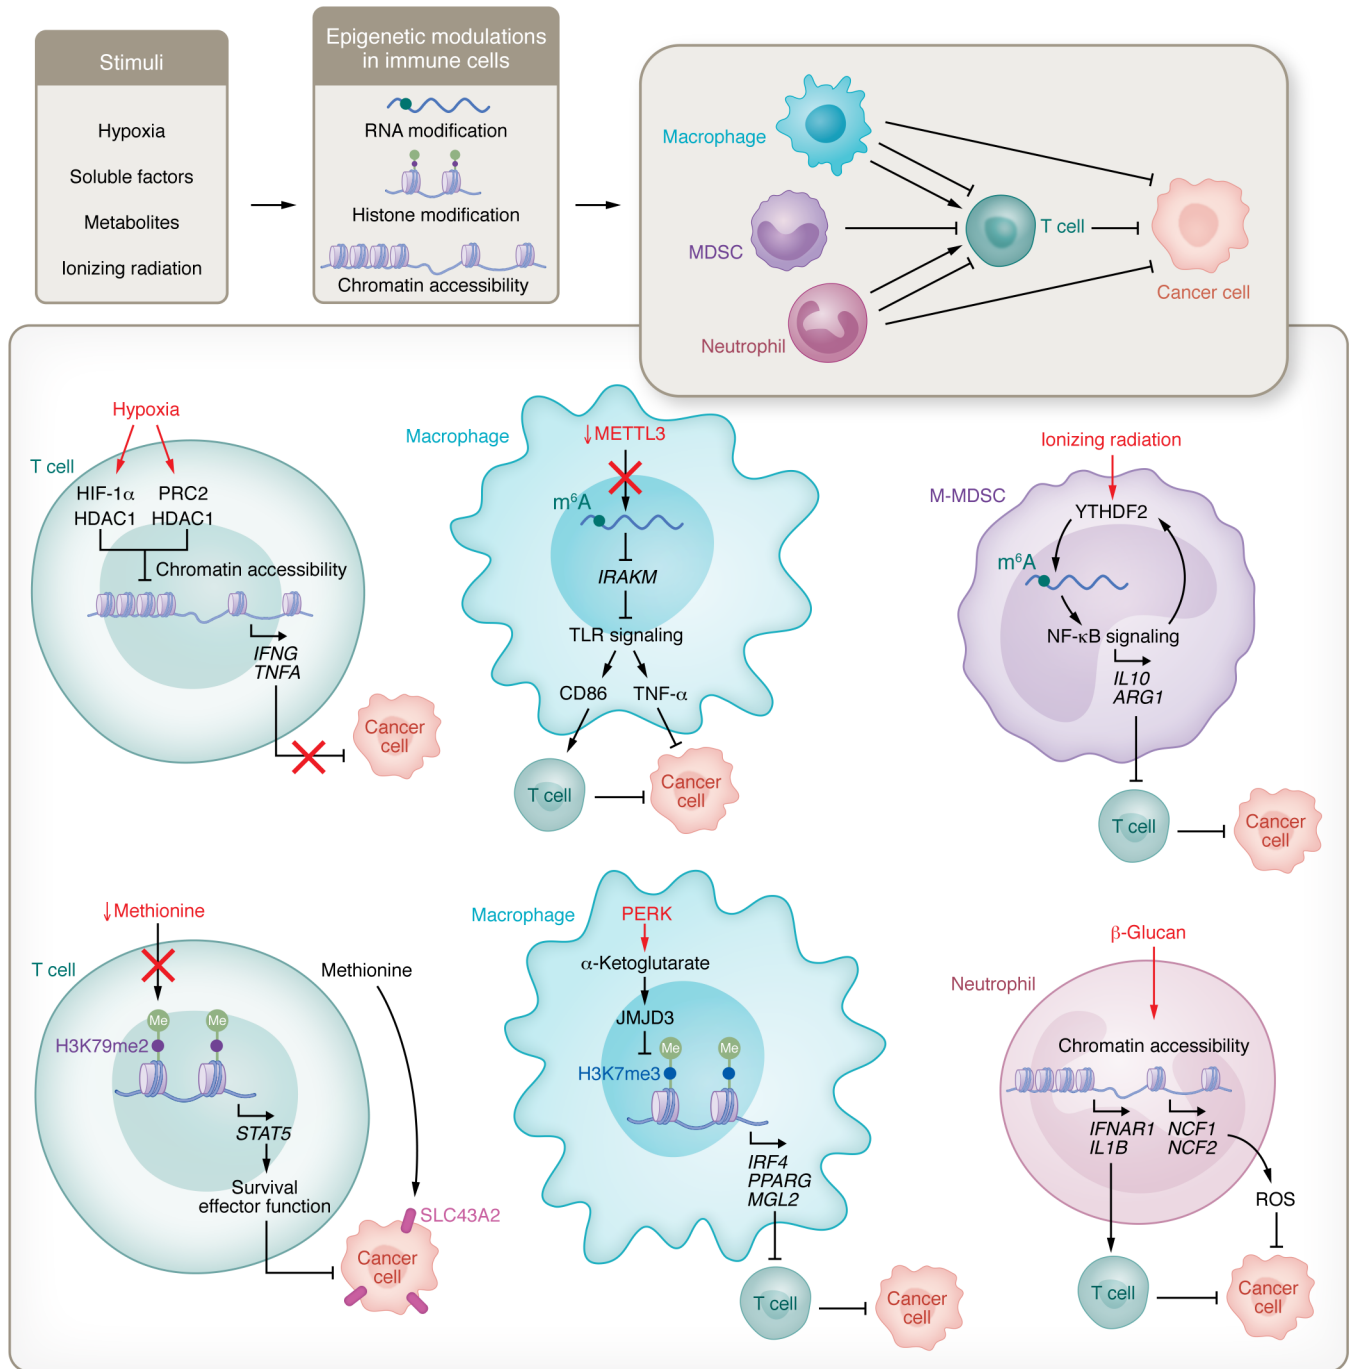 Stimuli
Hypoxia
Soluble factors
Metabolites
Ionizing radiation
Epigenetic modulations
in immune cells
RNA modification
Histone modification
Chromatin accessibility
Macrophage
MDSC
Neutrophil
T cell
Cancer cell
Hypoxia
T cell
HIF-1α
HDAC1
PRC2
HDAC1
Chromatin accessibility
IFNG
TNFA
Cancer
cell
Macrophage
↓METTL3
m⁶A
IRAKM
TLR signaling
CD86
TNF-α
T cell
Cancer
cell
Ionizing radiation
M-MDSC
YTHDF2
m⁶A
NF-κB signaling
IL10
ARG1
T cell
Cancer
cell
↓Methionine
T cell
Methionine
Me
Me
H3K79me2
STAT5
Survival
effector function
SLC43A2
Cancer
cell
Macrophage
PERK
α-Ketoglutarate
JMJD3
Me
Me
H3K7me3
IRF4
PPARG
MGL2
T cell
Cancer
cell
β-Glucan
Neutrophil
Chromatin accessibility
IFNAR1
IL1B
NCF1
NCF2
ROS
T cell
Cancer
cell